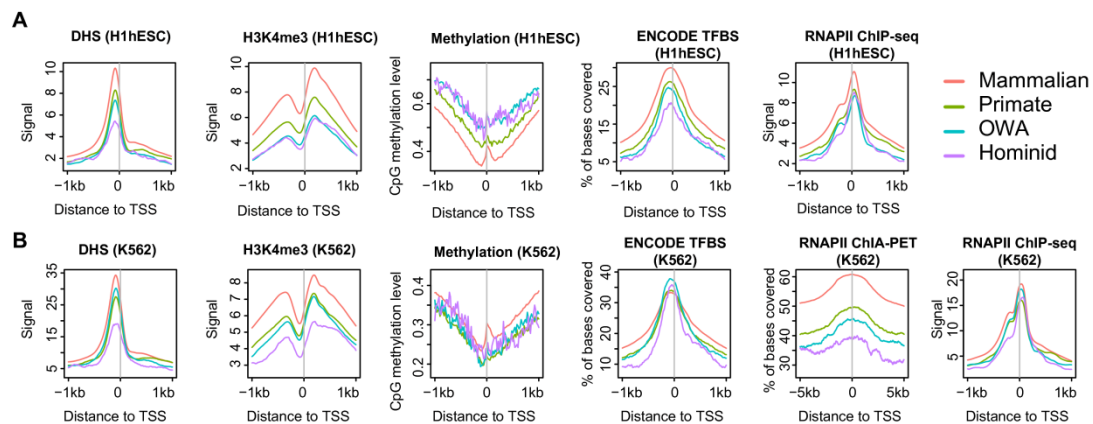 A
DHS (H1hESC)
Signal
10
8
6
4
2
−1kb
0
1kb
Distance to TSS
H3K4me3 (H1hESC)
Signal
10
8
6
4
2
−1kb
0
1kb
Distance to TSS
Methylation (H1hESC)
CpG methylation level
0.6
0.4
−1kb
0
1kb
Distance to TSS
ENCODE TFBS
(H1hESC)
% of bases covered
25
15
5
−1kb
0
1kb
Distance to TSS
RNAPII ChIP-seq
(H1hESC)
Signal
10
8
6
4
2
−1kb
0
1kb
Distance to TSS
Mammalian
Primate
OWA
Hominid
B
DHS (K562)
Signal
35
25
15
5
−1kb
0
1kb
Distance to TSS
H3K4me3 (K562)
Signal
8
7
6
5
4
3
−1kb
0
1kb
Distance to TSS
Methylation (K562)
CpG methylation level
0.4
0.3
0.2
−1kb
0
1kb
Distance to TSS
ENCODE TFBS
(K562)
% of bases covered
40
30
20
10
−1kb
0
1kb
Distance to TSS
RNAPII ChIA-PET
(K562)
% of bases covered
60
50
40
30
−5kb
0
5kb
Distance to TSS
RNAPII ChIP-seq
(K562)
Signal
20
15
10
5
−1kb
0
1kb
Distance to TSS